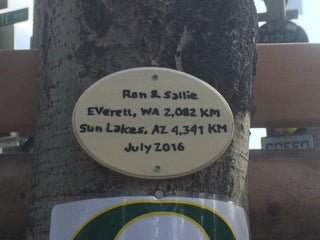 Ron & Sallie
Everett, WA 2,082 KM
Sun Lakes, AZ 4,341 KM
July 2016